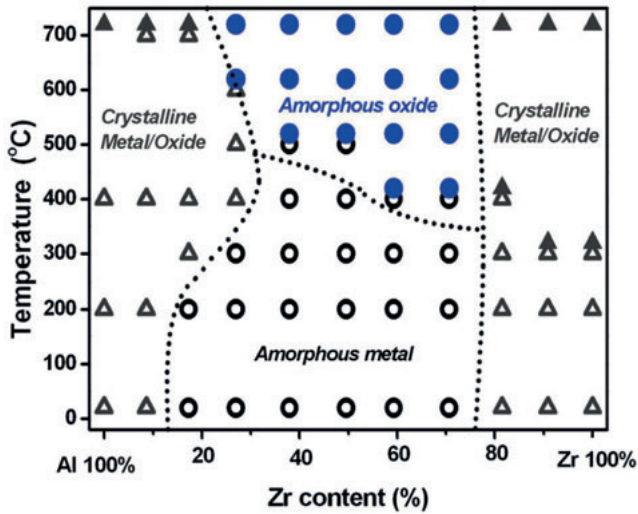 700
600
500
400
300
200
100
0
Temperature (°C)
Crystalline
Metal/Oxide
Amorphous oxide
Crystalline
Metal/Oxide
Amorphous metal
Al 100%
20
40
60
80
Zr 100%
Zr content (%)